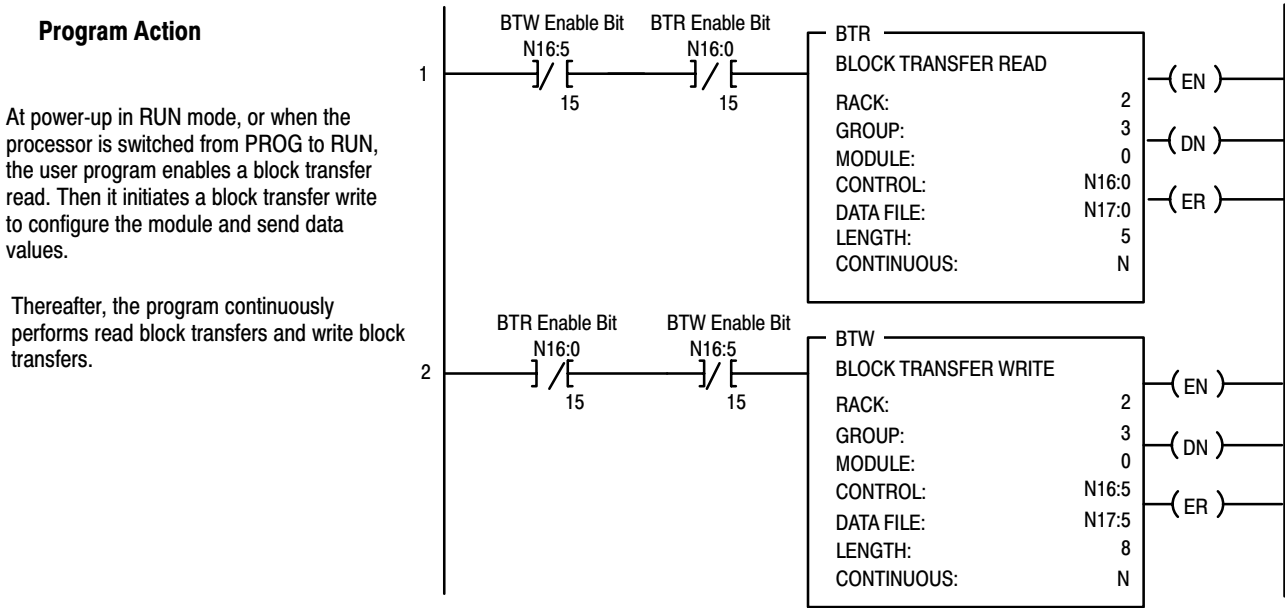 Program Action
At power-up in RUN mode, or when the
processor is switched from PROG to RUN,
the user program enables a block transfer
read. Then it initiates a block transfer write
to configure the module and send data
values.
Thereafter, the program continuously
performs read block transfers and write block
transfers.
1
BTW Enable Bit
N16:5
15
BTR Enable Bit
N16:0
15
BTR
BLOCK TRANSFER READ
RACK: 2
GROUP: 3
MODULE: 0
CONTROL: N16:0
DATA FILE: N17:0
LENGTH: 5
CONTINUOUS: N
EN
DN
ER
2
BTR Enable Bit
N16:0
15
BTW Enable Bit
N16:5
15
BTW
BLOCK TRANSFER WRITE
RACK: 2
GROUP: 3
MODULE: 0
CONTROL: N16:5
DATA FILE: N17:5
LENGTH: 8
CONTINUOUS: N
EN
DN
ER